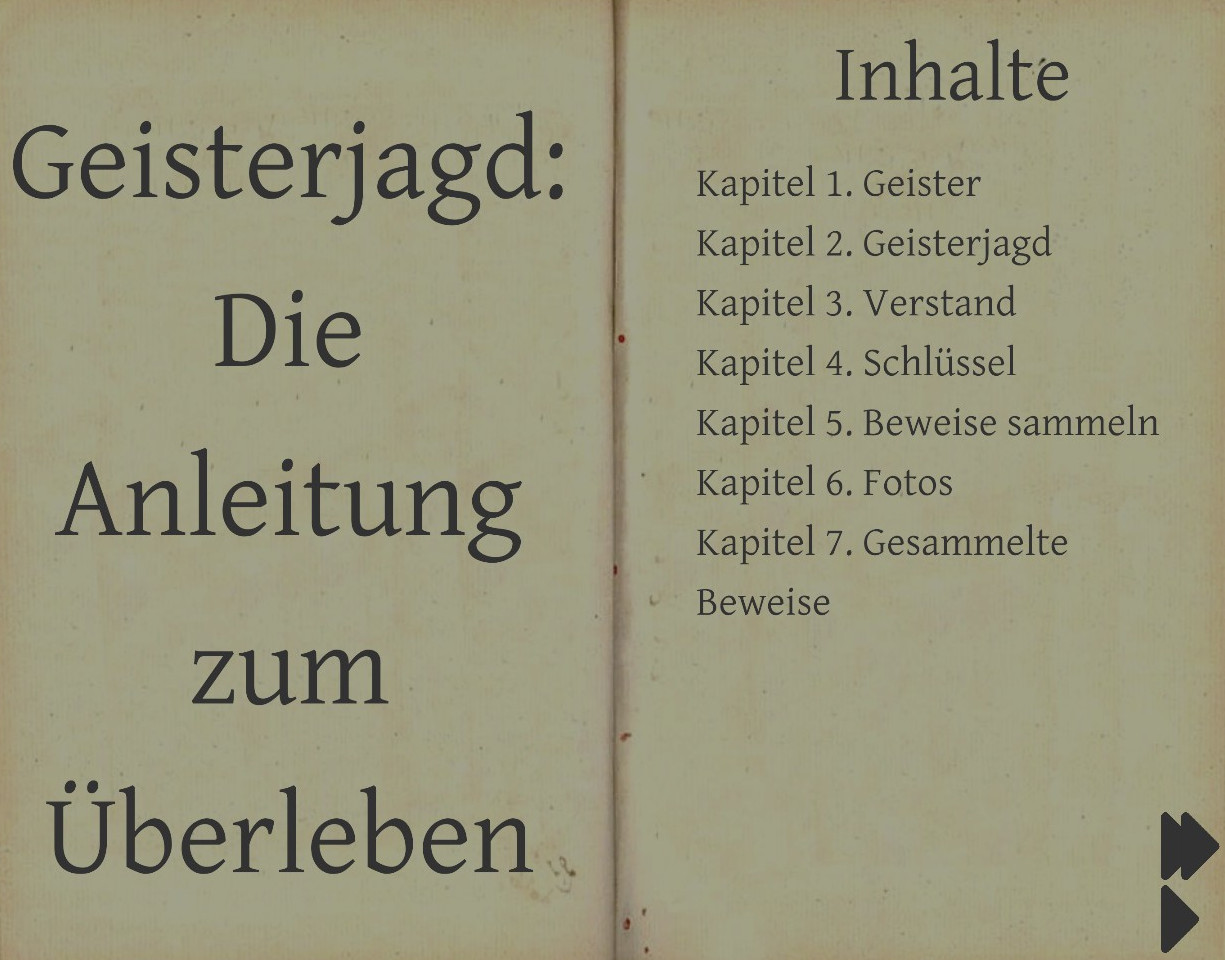 Geisterjagd:
Die
Anleitung
zum
Überleben
Inhalte
Kapitel 1. Geister
Kapitel 2. Geisterjagd
Kapitel 3. Verstand
Kapitel 4. Schlüssel
Kapitel 5. Beweise sammeln
Kapitel 6. Fotos
Kapitel 7. Gesammelte
Beweise